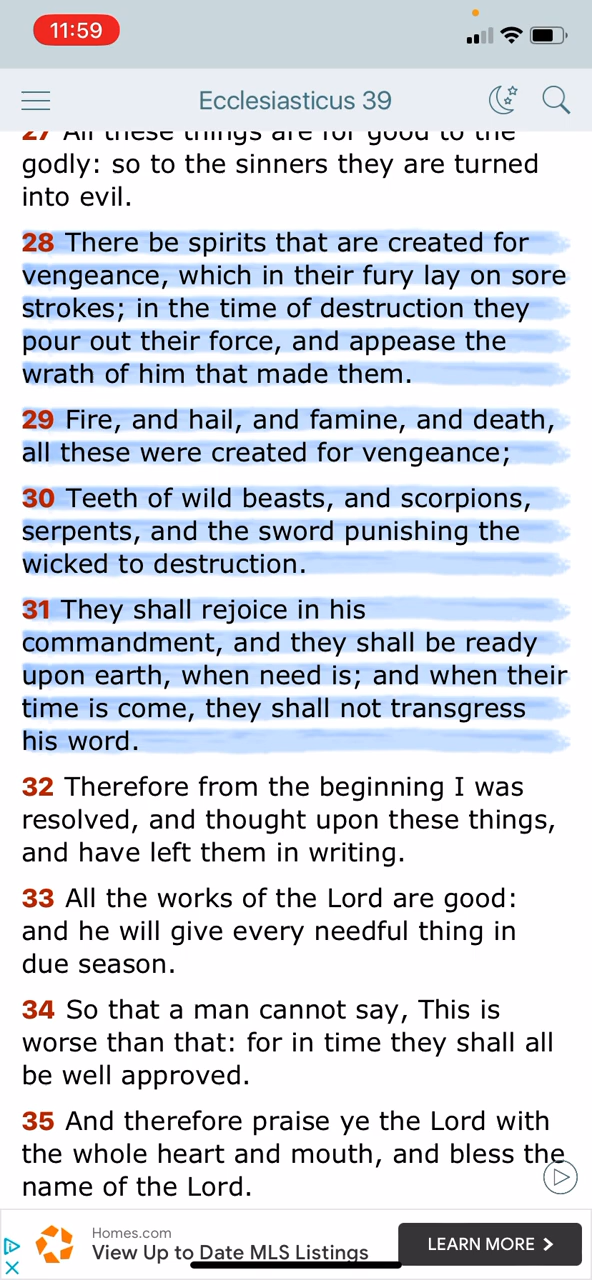 11:59
Ecclesiasticus 39
27 All these things are for good to the
godly: so to the sinners they are turned
into evil.
28 There be spirits that are created for
vengeance, which in their fury lay on sore
strokes; in the time of destruction they
pour out their force, and appease the
wrath of him that made them.
29 Fire, and hail, and famine, and death,
all these were created for vengeance;
30 Teeth of wild beasts, and scorpions,
serpents, and the sword punishing the
wicked to destruction.
31 They shall rejoice in his
commandment, and they shall be ready
upon earth, when need is; and when their
time is come, they shall not transgress
his word.
32 Therefore from the beginning I was
resolved, and thought upon these things,
and have left them in writing.
33 All the works of the Lord are good:
and he will give every needful thing in
due season.
34 So that a man cannot say, This is
worse than that: for in time they shall all
be well approved.
35 And therefore praise ye the Lord with
the whole heart and mouth, and bless the
name of the Lord.
Homes.com
View Up to Date MLS Listings
LEARN MORE